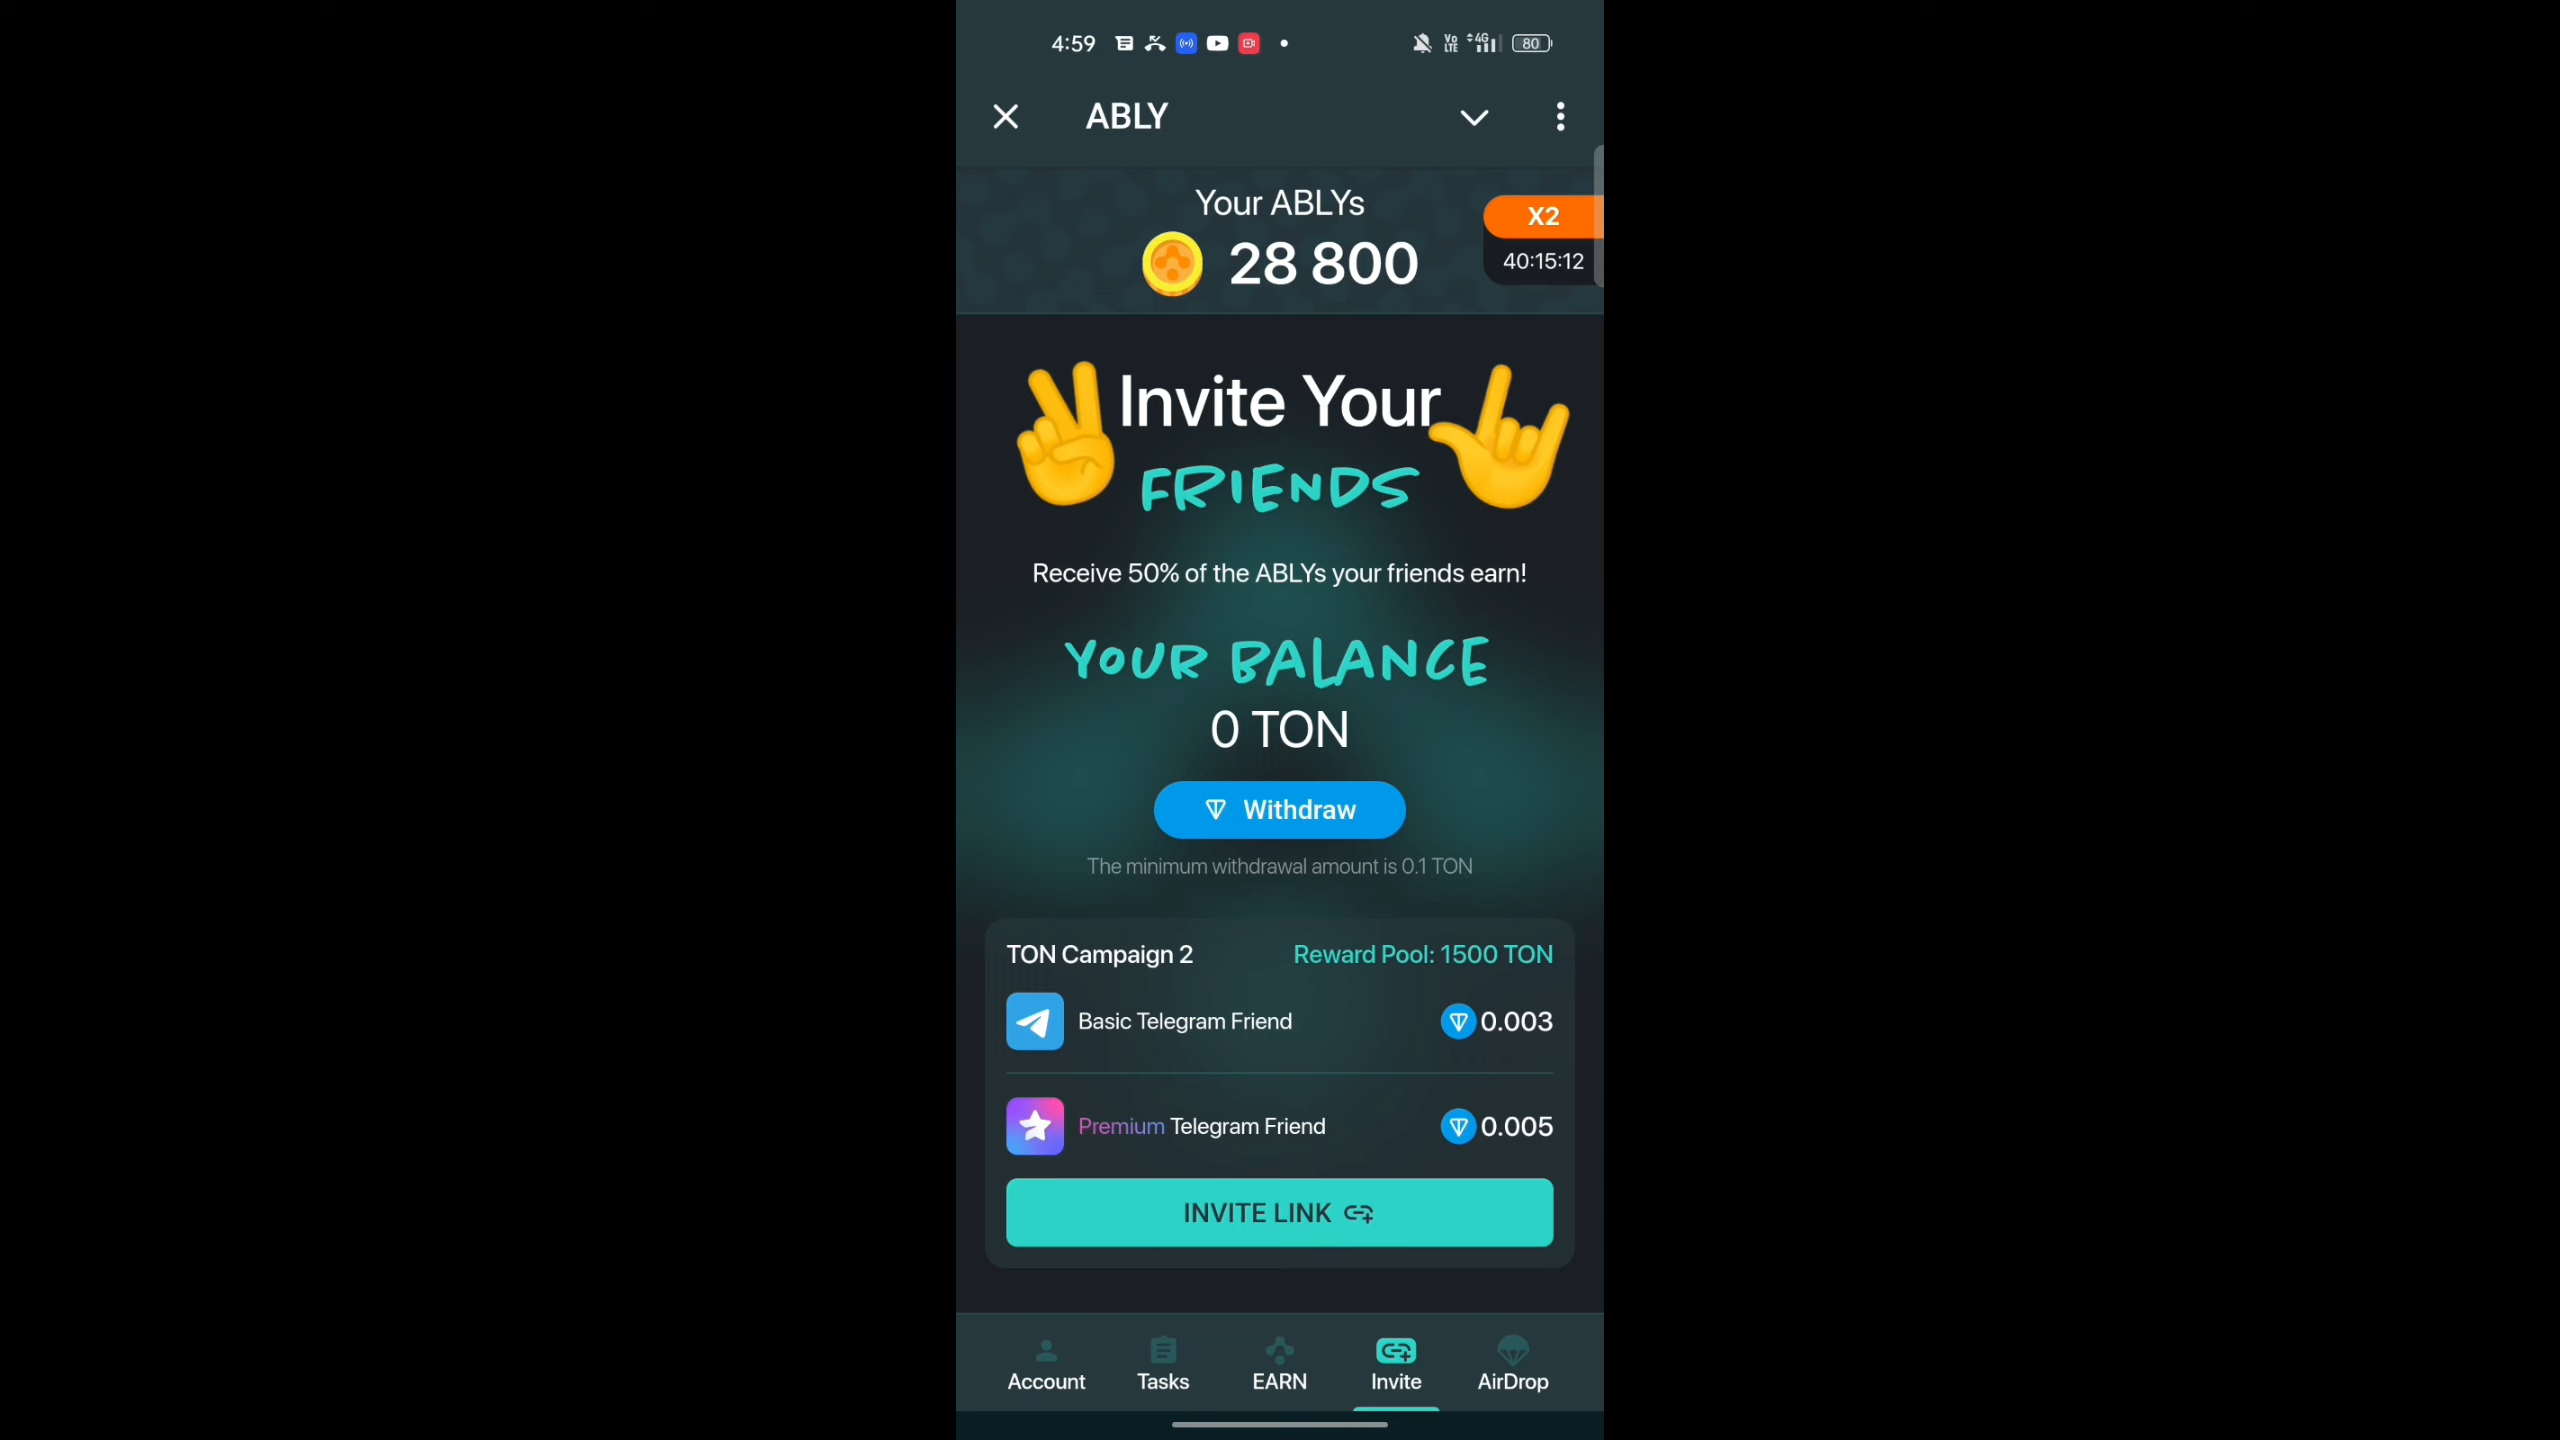 4:59
Vo LTE 4G 80
ABLY
Your ABLYs
28 800
X2
40:15:12
Invite Your
FRIENDS
Receive 50% of the ABLYs your friends earn!
YOUR BALANCE
0 TON
Withdraw
The minimum withdrawal amount is 0.1 TON
TON Campaign 2 Reward Pool: 1500 TON
Basic Telegram Friend 0.003
Premium Telegram Friend 0.005
INVITE LINK
Account Tasks EARN Invite AirDrop